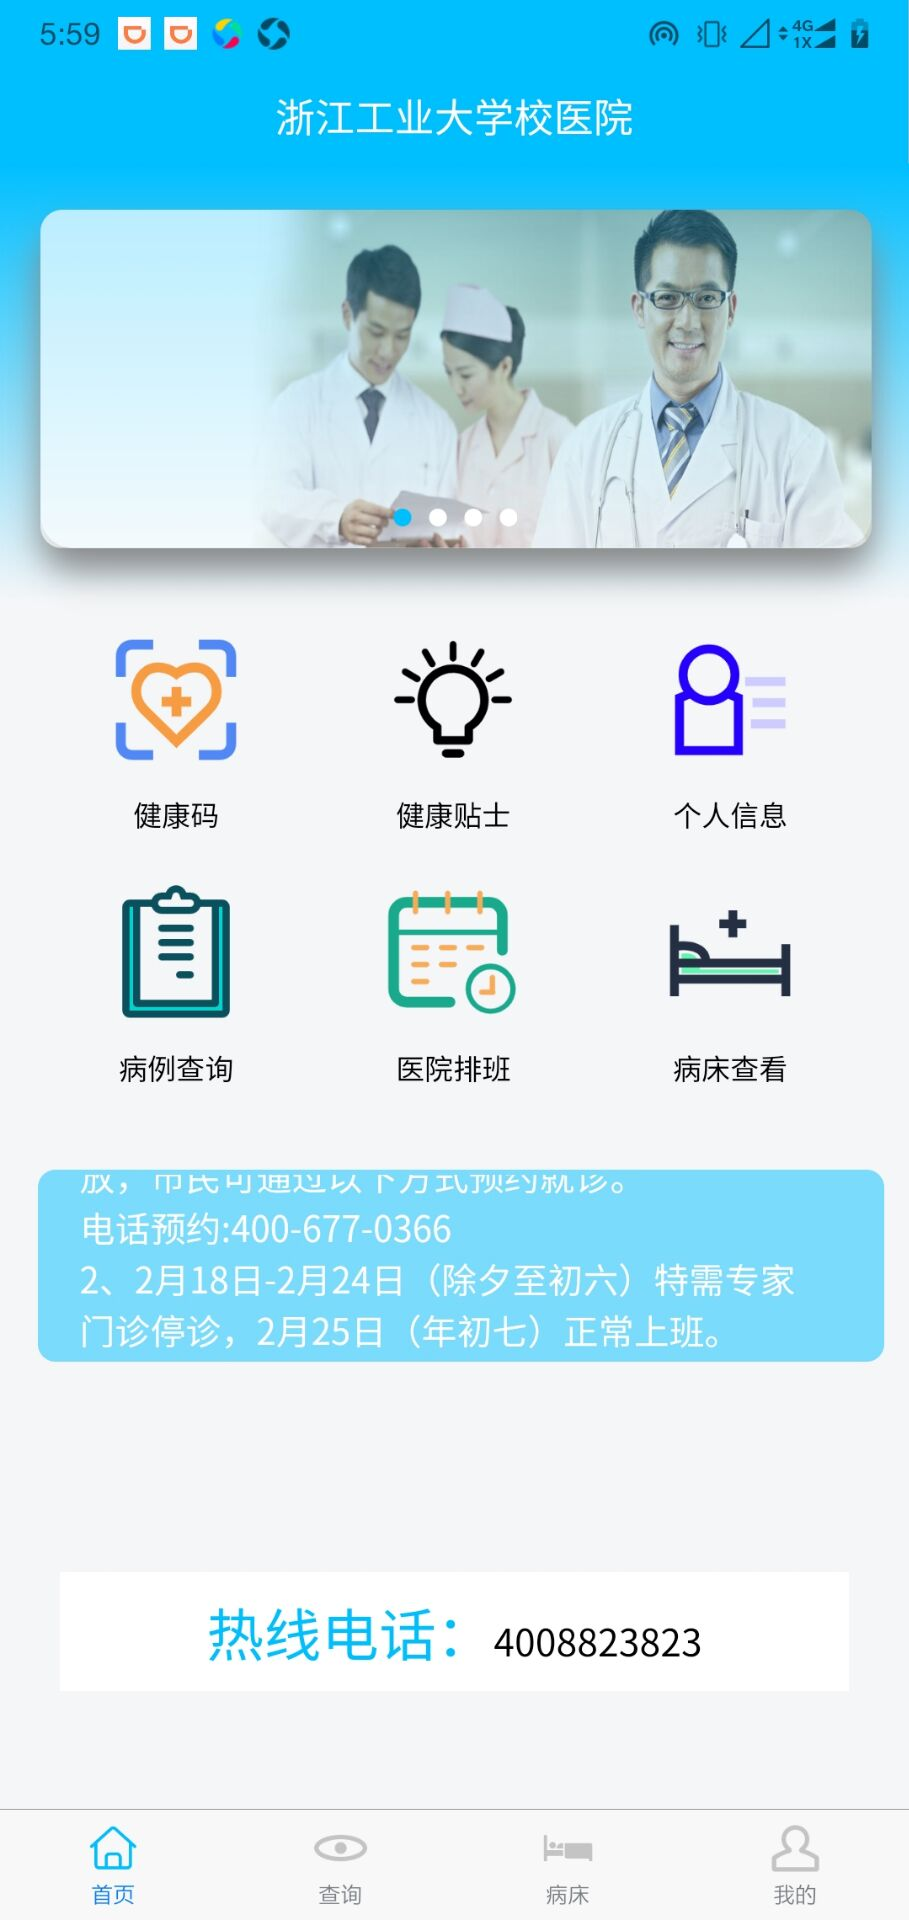 5:59
4G
1X
浙江工业大学校医院
健康码
健康贴士
个人信息
病例查询
医院排班
病床查看
放，市民可通过以下方式预约就诊。
电话预约:400-677-0366
2、2月18日-2月24日（除夕至初六）特需专家
门诊停诊，2月25日（年初七）正常上班。
热线电话：4008823823
首页
查询
病床
我的